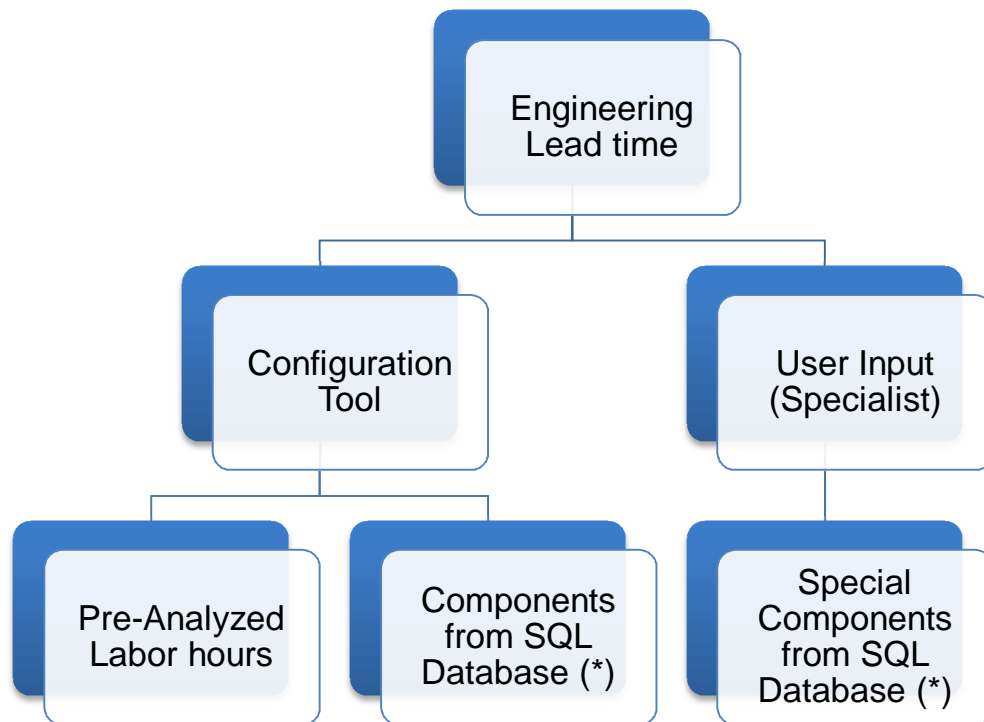 Engineering
Lead time
Configuration
Tool
User Input
(Specialist)
Pre-Analyzed
Labor hours
Components
from SQL
Database (*)
Special
Components
from SQL
Database (*)